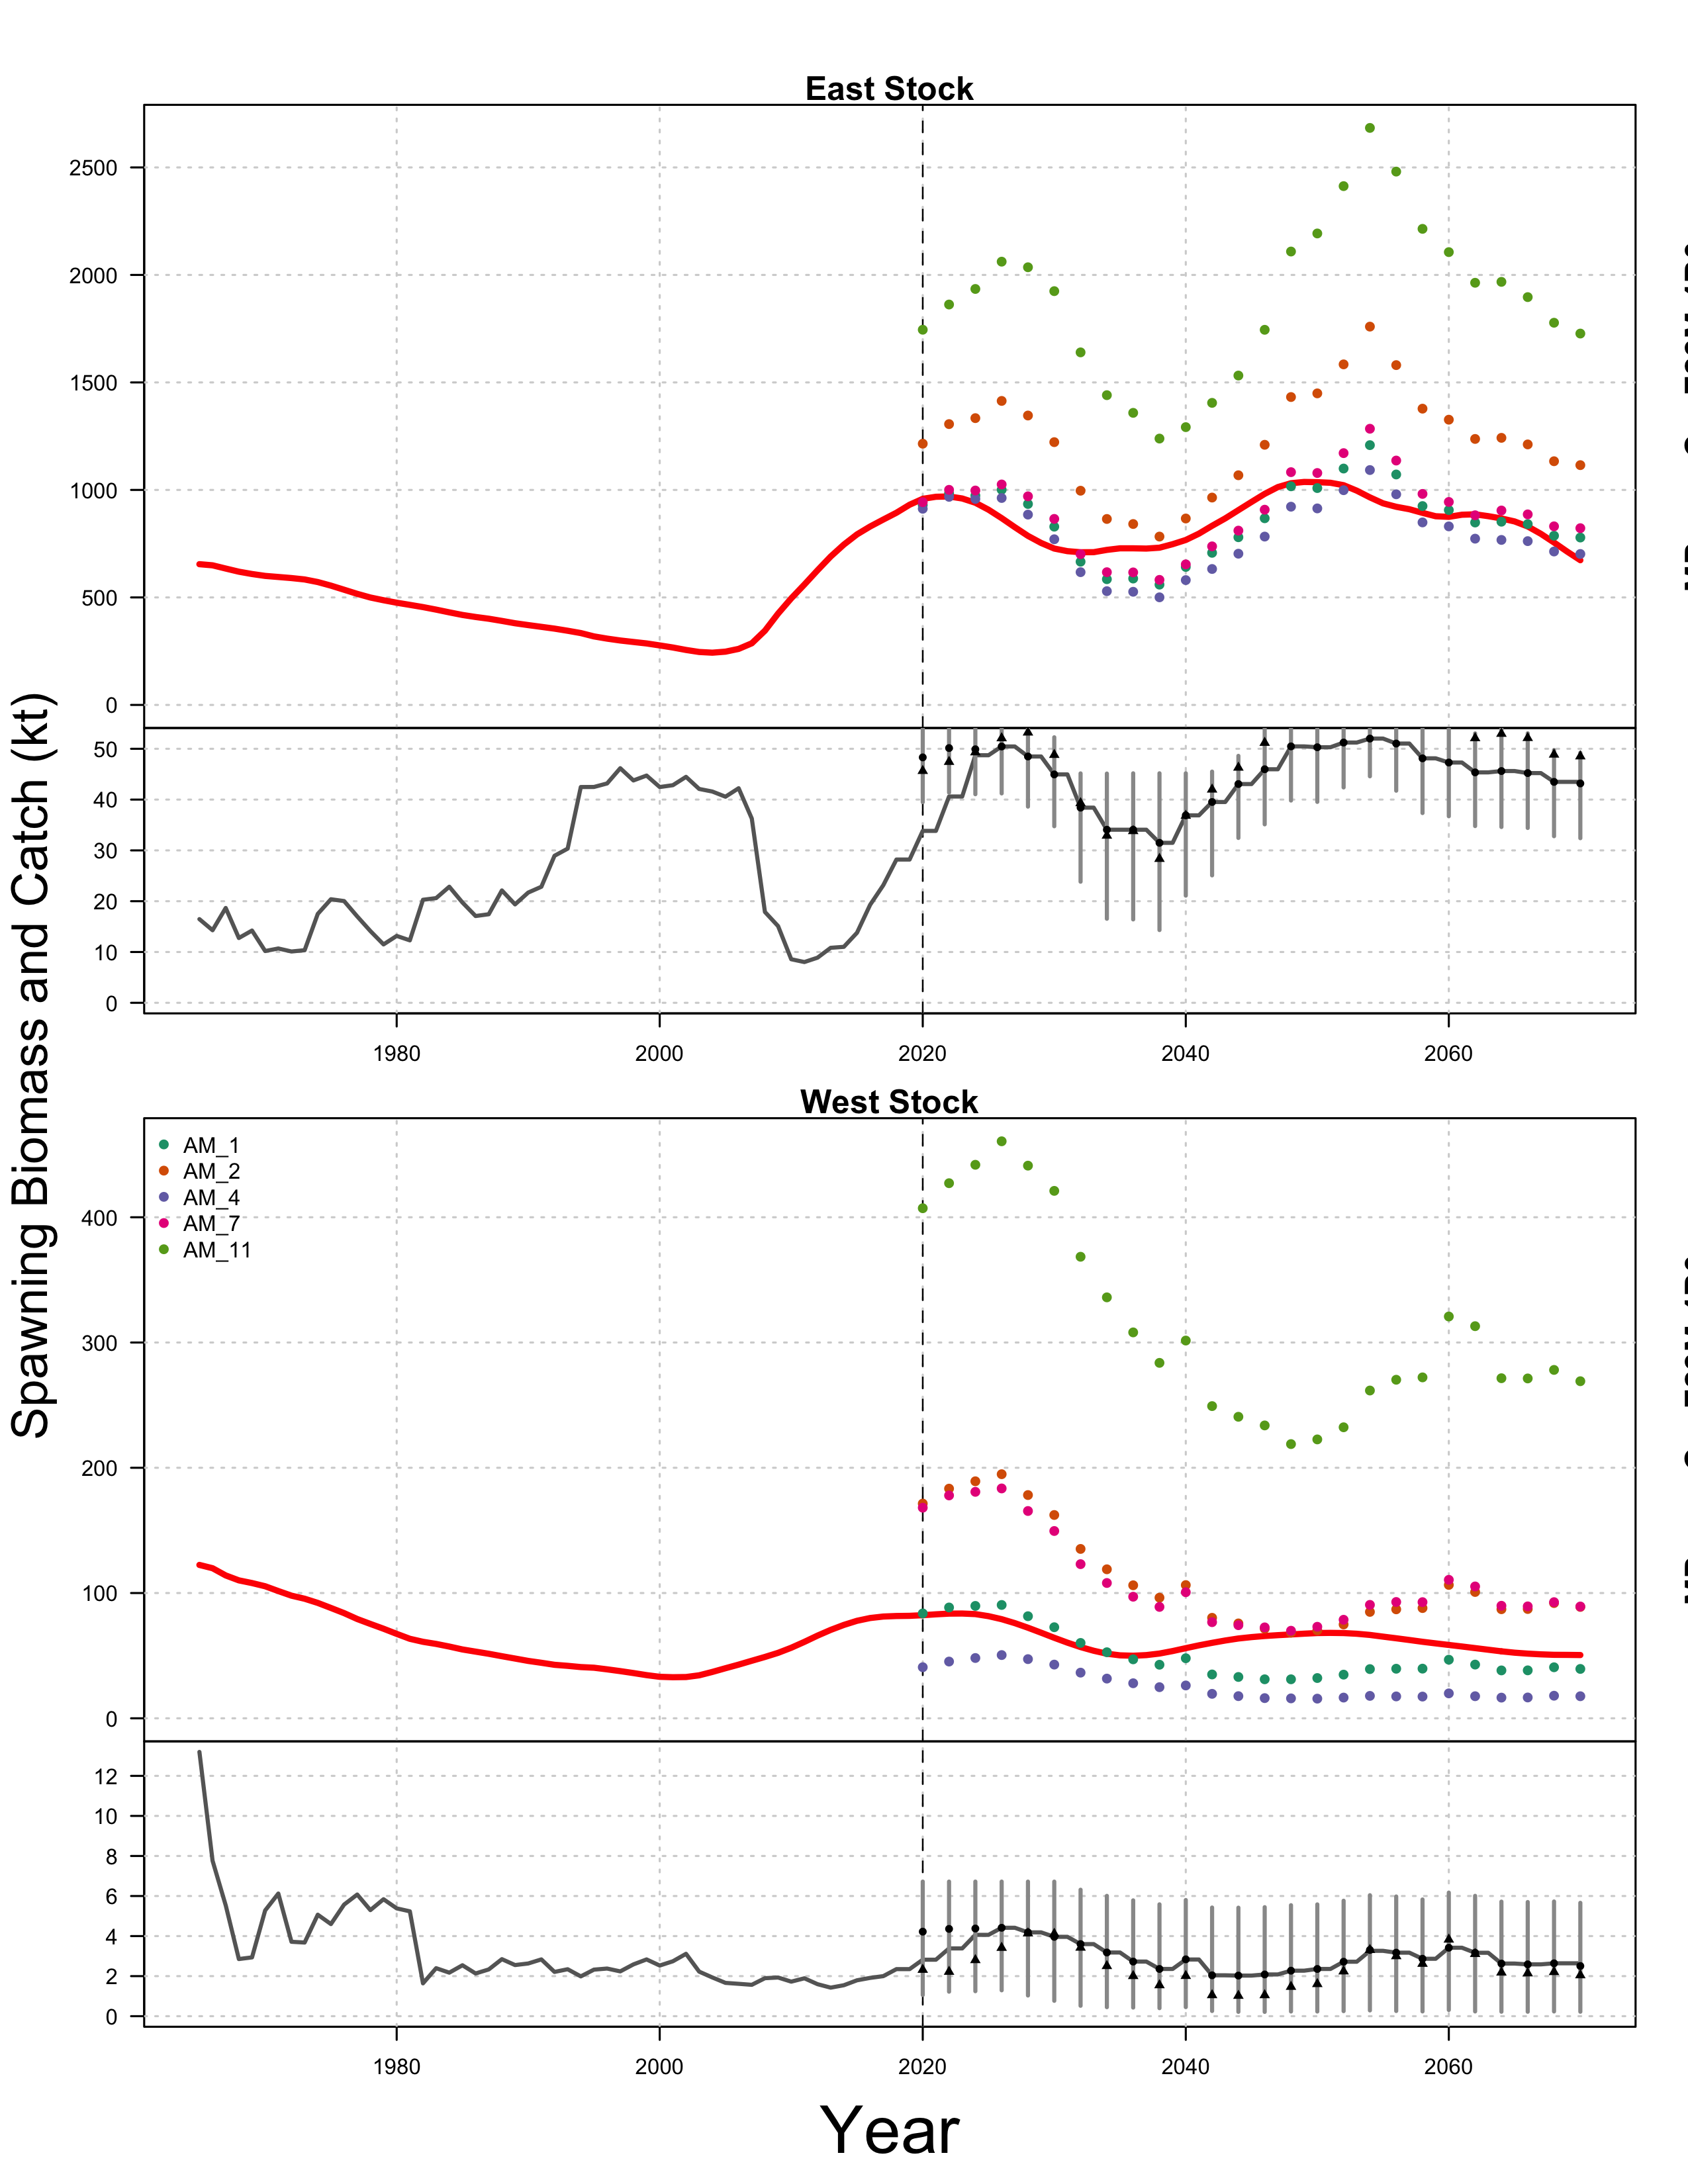 East Stock
2500
2000
1500
1000
500
0
50
40
30
20
10
0
1980 2000 2020 2040 2060
Spawning Biomass and Catch (kt)
West Stock
AM_1
AM_2
AM_4
AM_7
AM_11
400
300
200
100
0
12
10
8
6
4
2
0
1980 2000 2020 2040 2060
Year